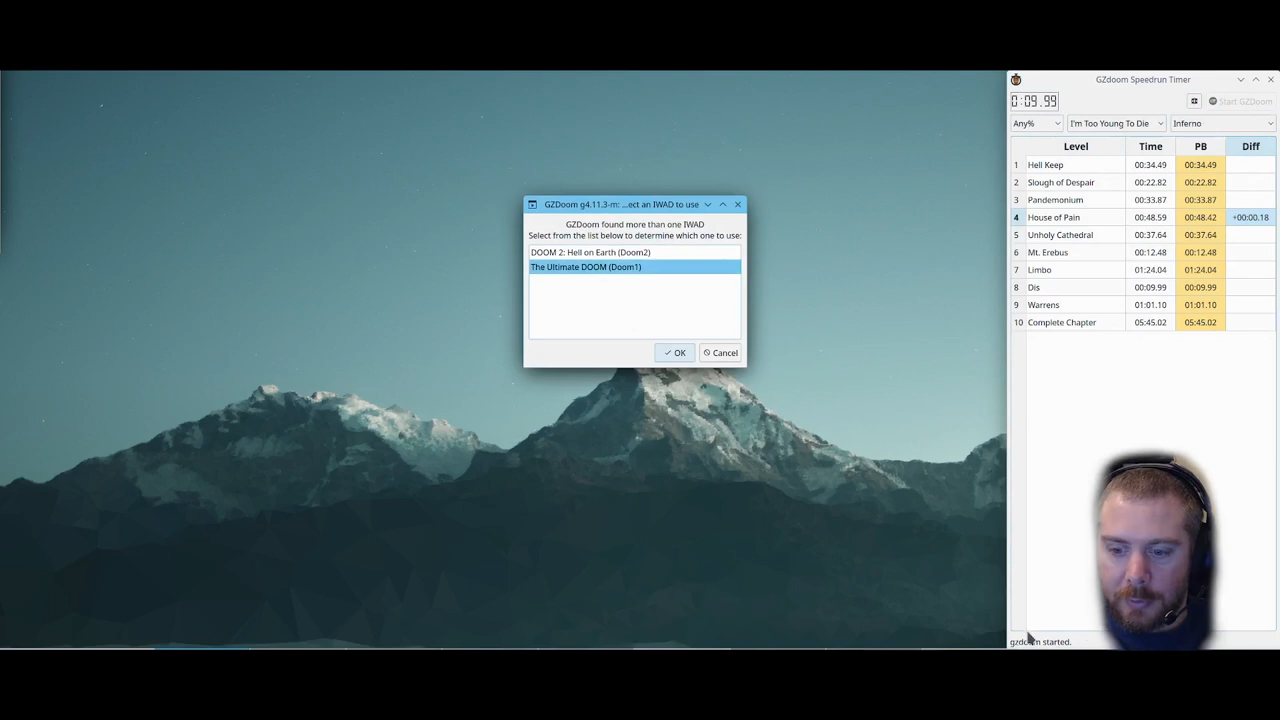 GZdoom Speedrun Timer
0:09.99
Start GZDoom
Any% I'm Too Young To Die Inferno
Level Time PB Diff
1 Hell Keep 00:34.49 00:34.49
2 Slough of Despair 00:22.82 00:22.82
3 Pandemonium 00:33.87 00:33.87
4 House of Pain 00:48.59 00:48.42 +00:00.18
5 Unholy Cathedral 00:37.64 00:37.64
6 Mt. Erebus 00:12.48 00:12.48
7 Limbo 01:24.04 01:24.04
8 Dis 00:09.99 00:09.99
9 Warrens 01:01.10 01:01.10
10 Complete Chapter 05:45.02 05:45.02
GZDoom g4.11.3-m: ...ect an IWAD to use
GZDoom found more than one IWAD
Select from the list below to determine which one to use:
DOOM 2: Hell on Earth (Doom2)
The Ultimate DOOM (Doom1)
OK Cancel
gzdoom started.